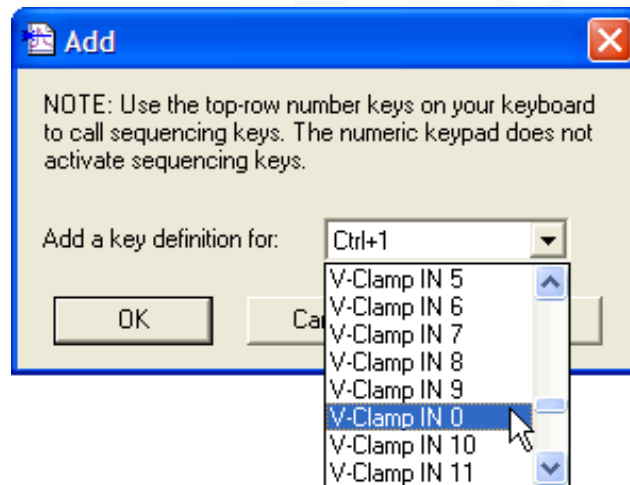 Add
NOTE: Use the top-row number keys on your keyboard
to call sequencing keys. The numeric keypad does not
activate sequencing keys.
Add a key definition for:
Ctrl+1
V-Clamp IN 5
V-Clamp IN 6
V-Clamp IN 7
V-Clamp IN 8
V-Clamp IN 9
V-Clamp IN 0
V-Clamp IN 10
V-Clamp IN 11
OK